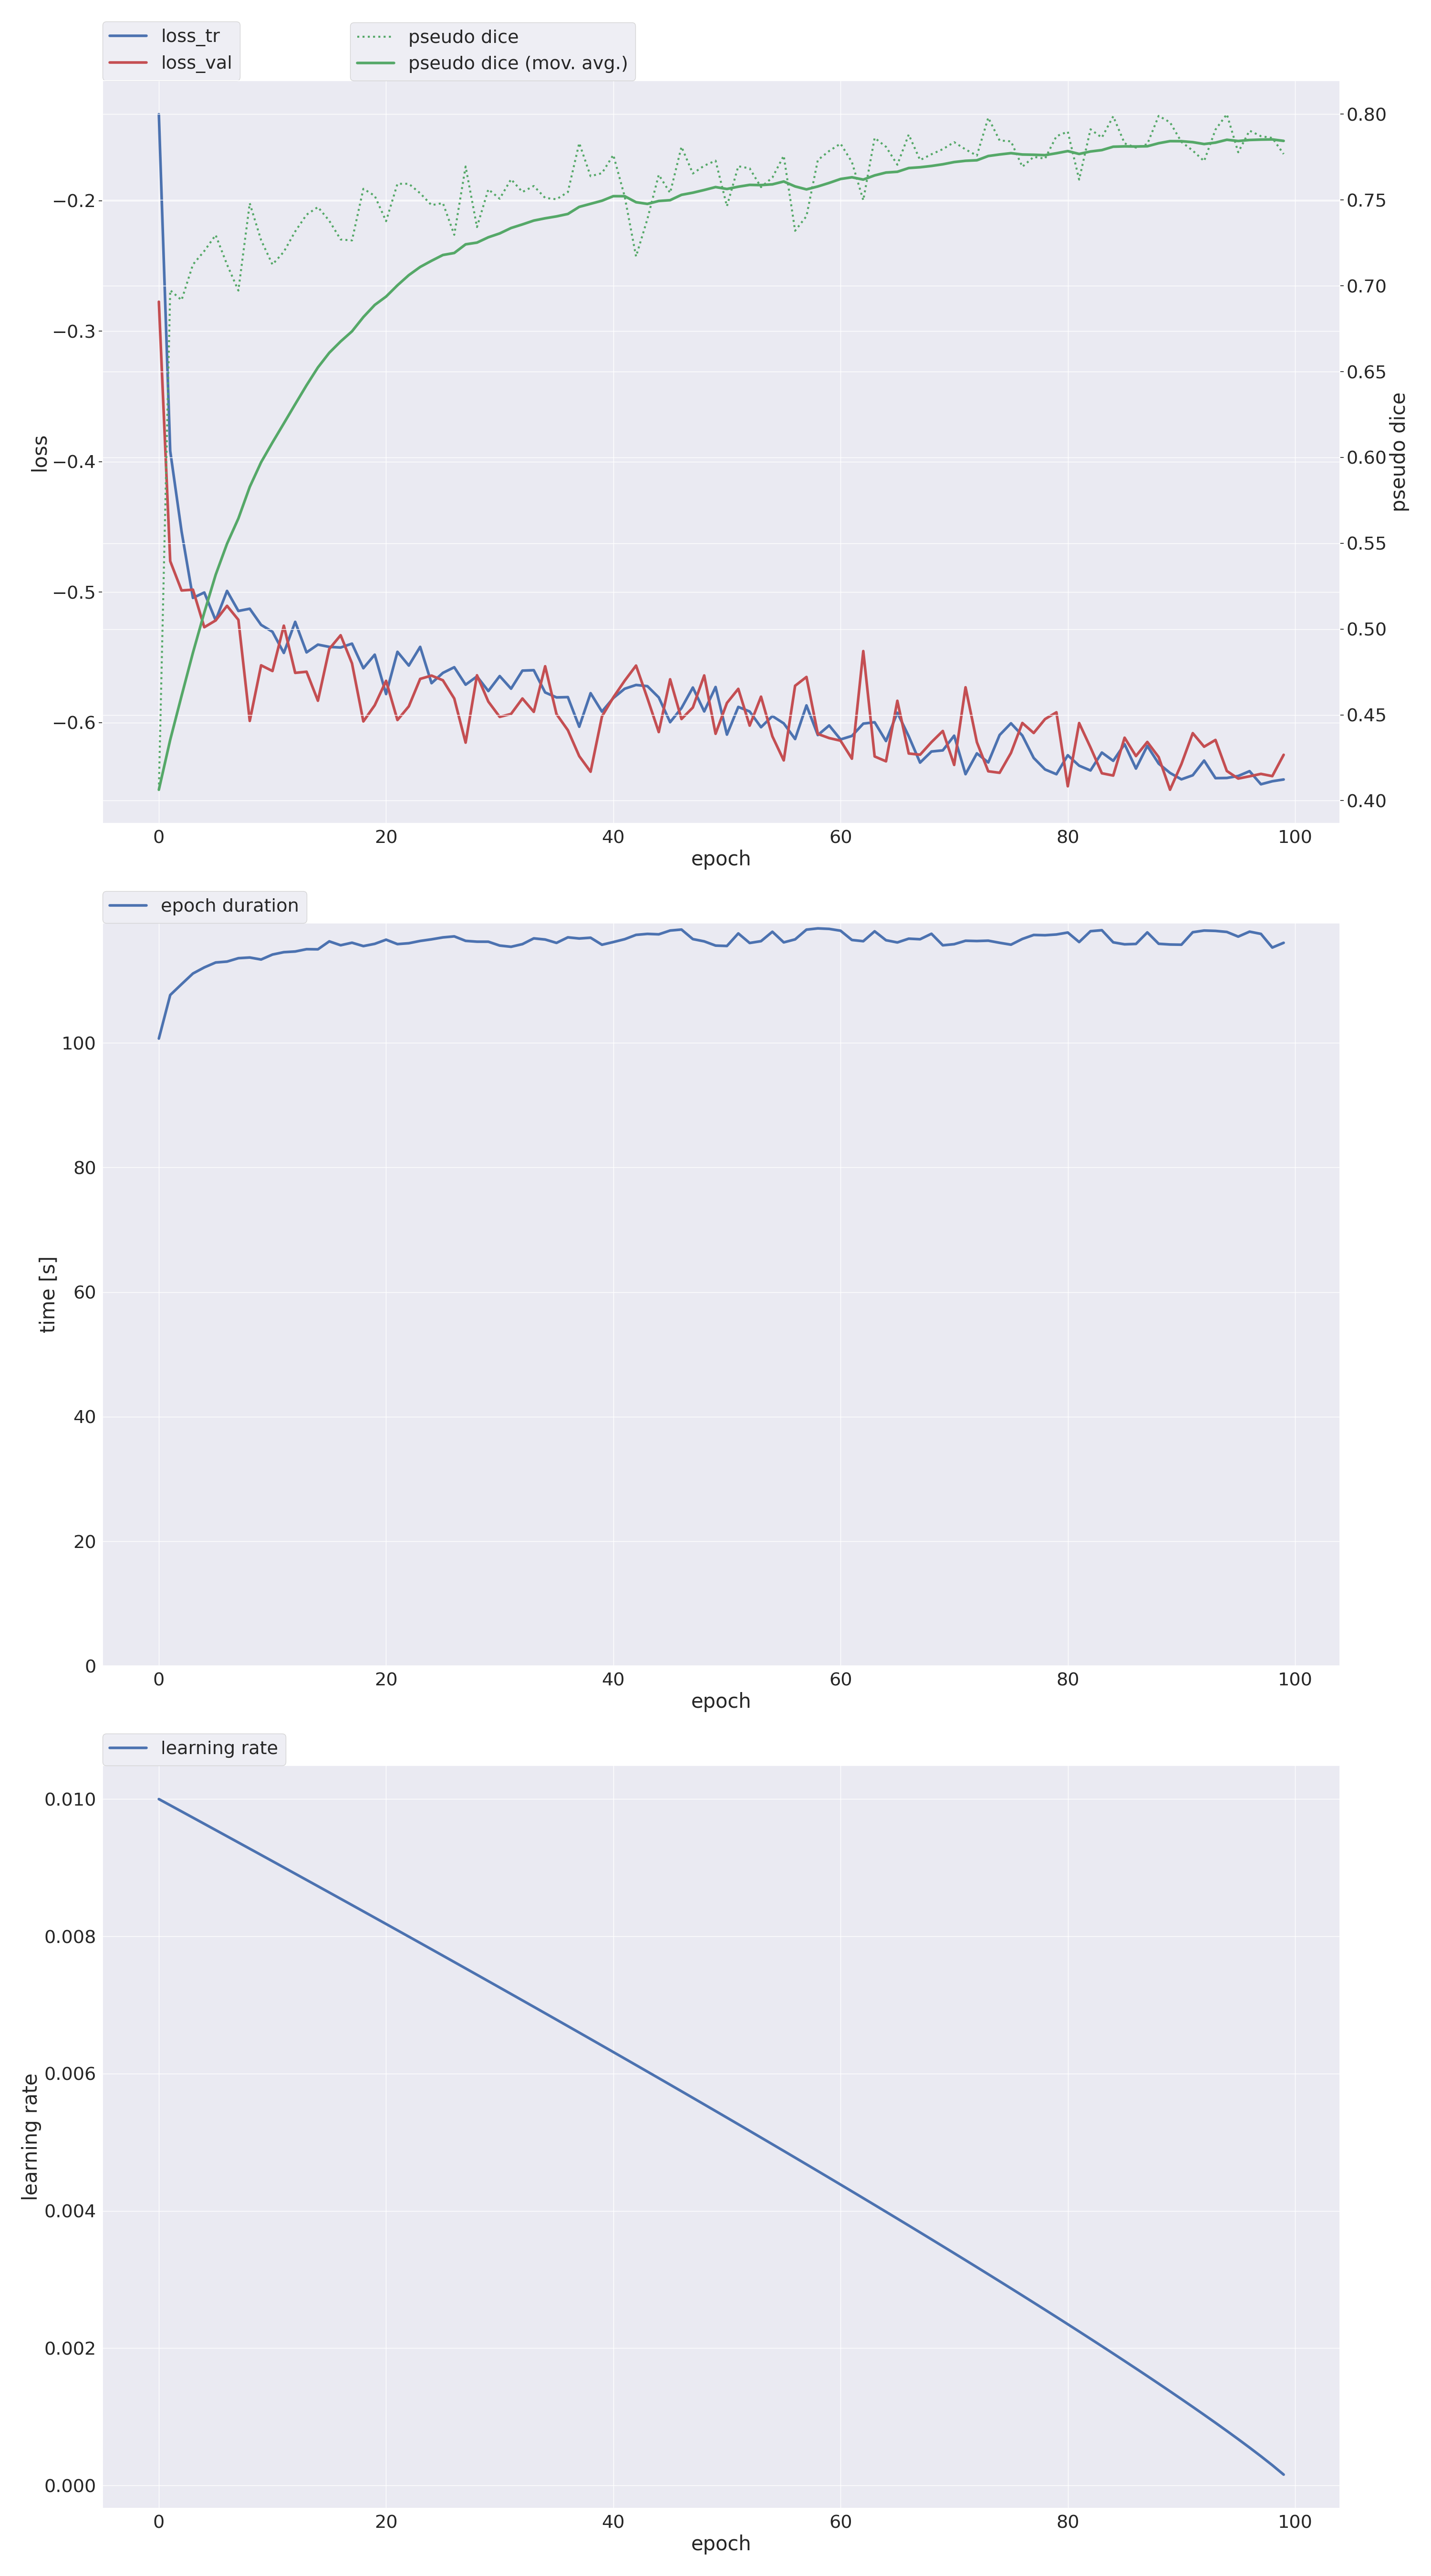 loss_tr
loss_val
pseudo dice
pseudo dice (mov. avg.)
−0.2
−0.3
−0.4
−0.5
−0.6
loss
0.80
0.75
0.70
0.65
0.60
0.55
0.50
0.45
0.40
pseudo dice
0 20 40 60 80 100
epoch
epoch duration
100
80
60
40
20
0
time [s]
0 20 40 60 80 100
epoch
learning rate
0.010
0.008
0.006
0.004
0.002
0.000
learning rate
0 20 40 60 80 100
epoch